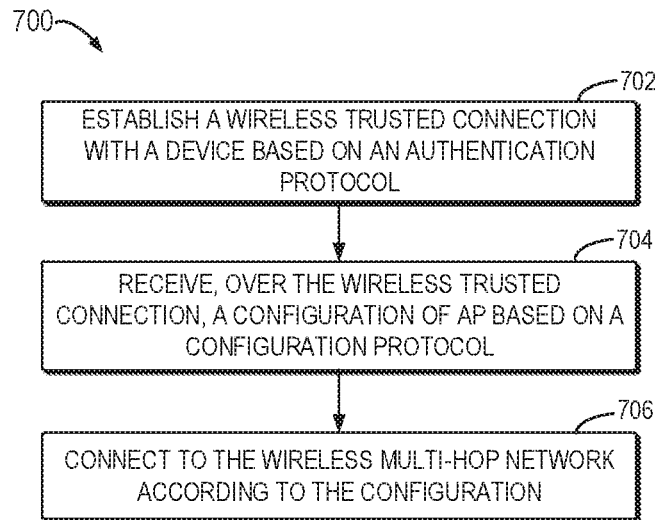 700
702
ESTABLISH A WIRELESS TRUSTED CONNECTION
WITH A DEVICE BASED ON AN AUTHENTICATION
PROTOCOL
704
RECEIVE, OVER THE WIRELESS TRUSTED
CONNECTION, A CONFIGURATION OF AP BASED ON A
CONFIGURATION PROTOCOL
706
CONNECT TO THE WIRELESS MULTI-HOP NETWORK
ACCORDING TO THE CONFIGURATION